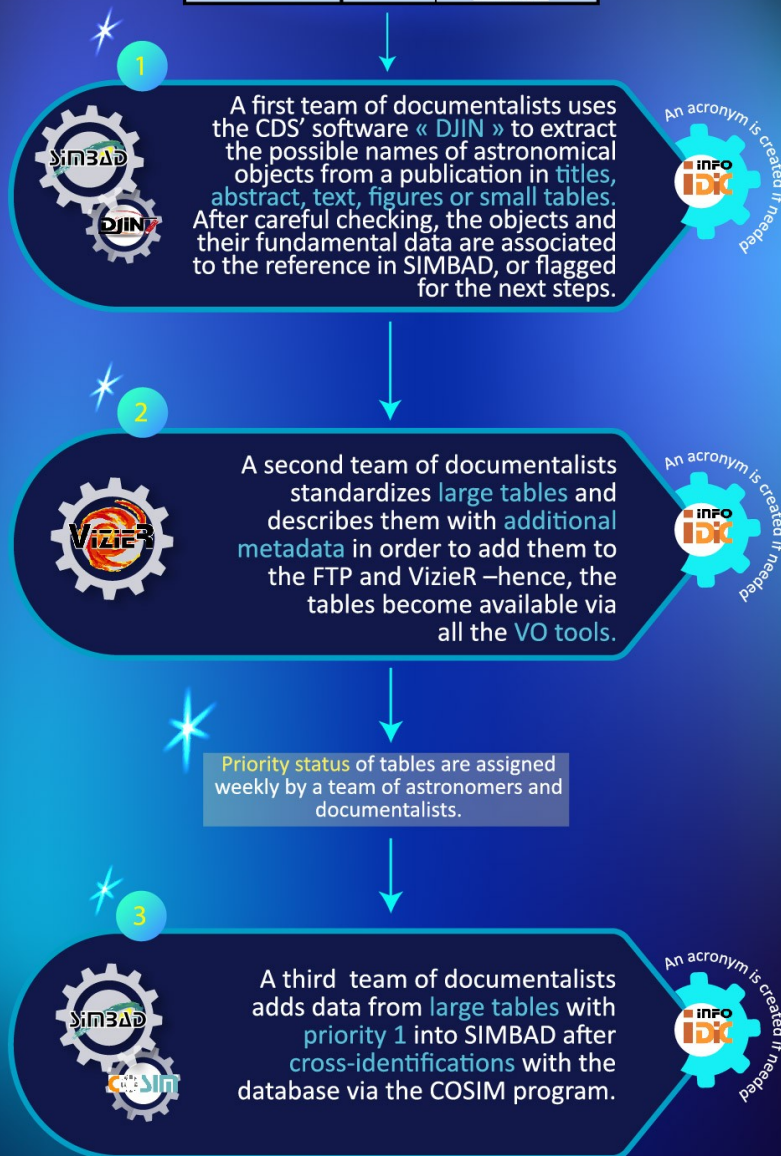 1
A first team of documentalists uses
the CDS’ software « DJIN » to extract
the possible names of astronomical
objects from a publication in titles,
abstract, text, figures or small tables.
After careful checking, the objects and
their fundamental data are associated
to the reference in SIMBAD, or flagged
for the next steps.
SIMBAD
DJIN
An acronym is created if needed
INFO
DIC
2
A second team of documentalists
standardizes large tables and
describes them with additional
metadata in order to add them to
the FTP and VizieR –hence, the
tables become available via
all the VO tools.
VIZIER
An acronym is created if needed
INFO
DIC
Priority status of tables are assigned
weekly by a team of astronomers and
documentalists.
3
A third team of documentalists
adds data from large tables with
priority 1 into SIMBAD after
cross-identifications with the
database via the COSIM program.
SIMBAD
COSIM
An acronym is created if needed
INFO
DIC